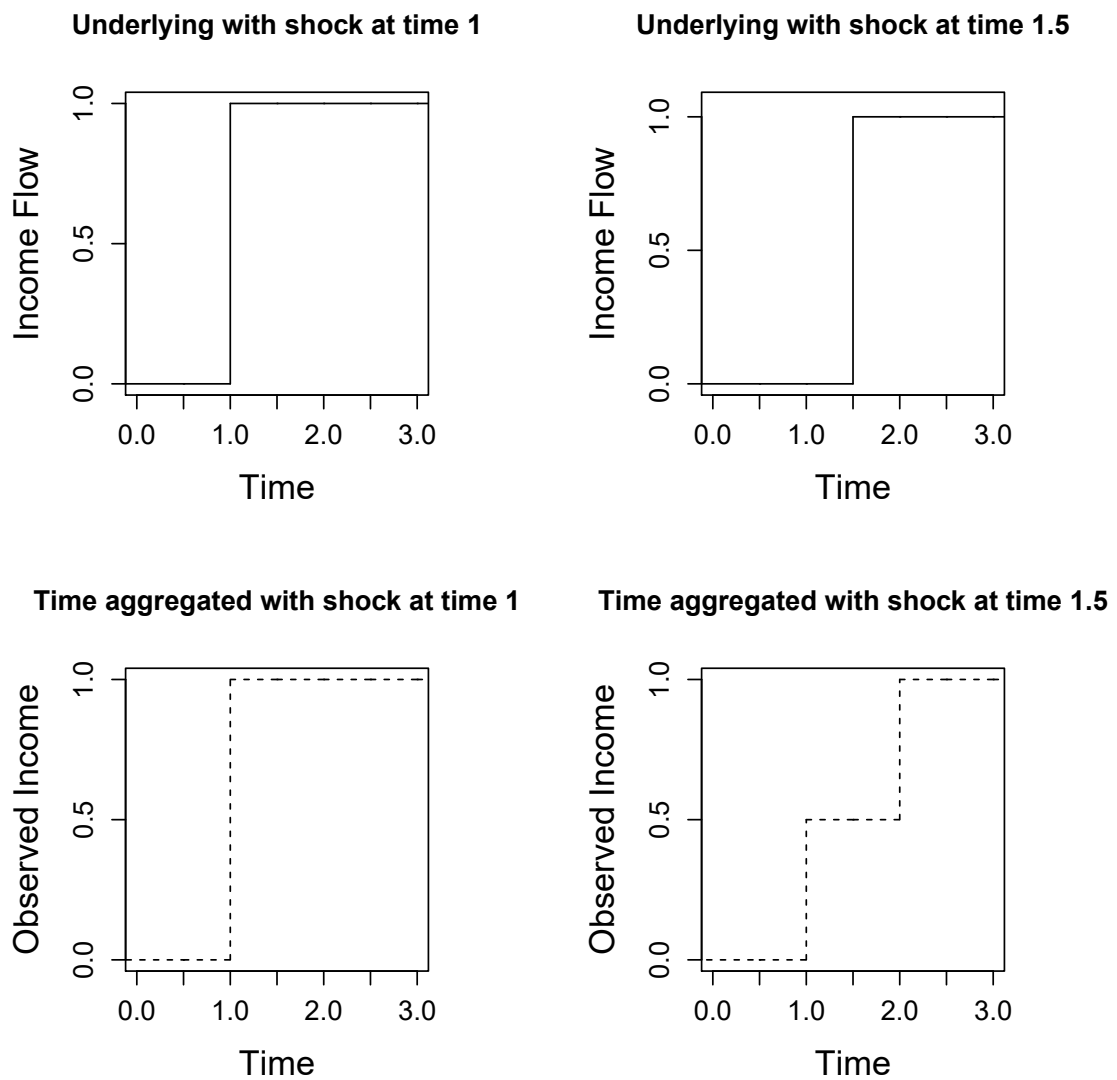 Underlying with shock at time 1
Income Flow
1.0
0.5
0.0
0.0 1.0 2.0 3.0
Time
Underlying with shock at time 1.5
Income Flow
1.0
0.5
0.0
0.0 1.0 2.0 3.0
Time
Time aggregated with shock at time 1
Observed Income
1.0
0.5
0.0
0.0 1.0 2.0 3.0
Time
Time aggregated with shock at time 1.5
Observed Income
1.0
0.5
0.0
0.0 1.0 2.0 3.0
Time